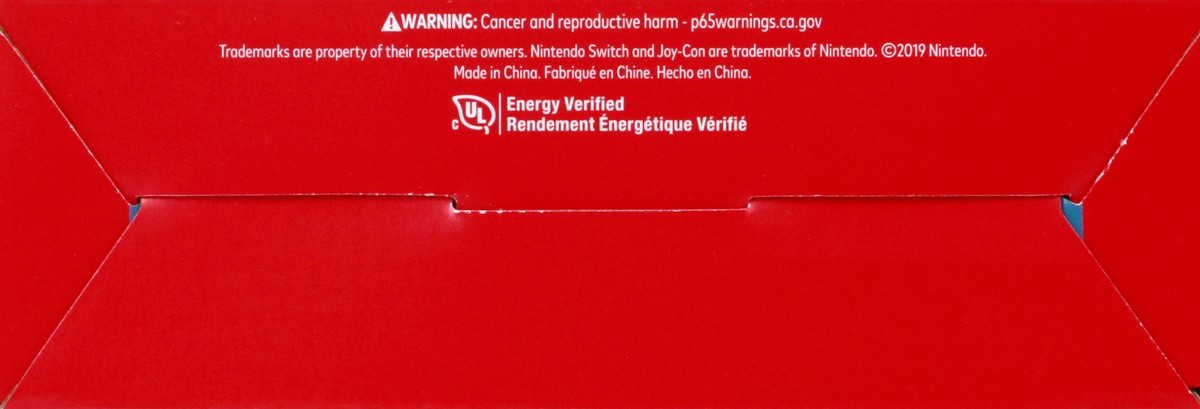 ⚠WARNING: Cancer and reproductive harm - p65warnings.ca.gov
Trademarks are property of their respective owners. Nintendo Switch and Joy-Con are trademarks of Nintendo. ©2019 Nintendo.
Made in China. Fabriqué en Chine. Hecho en China.
C UL Energy Verified
Rendement Énergétique Vérifié